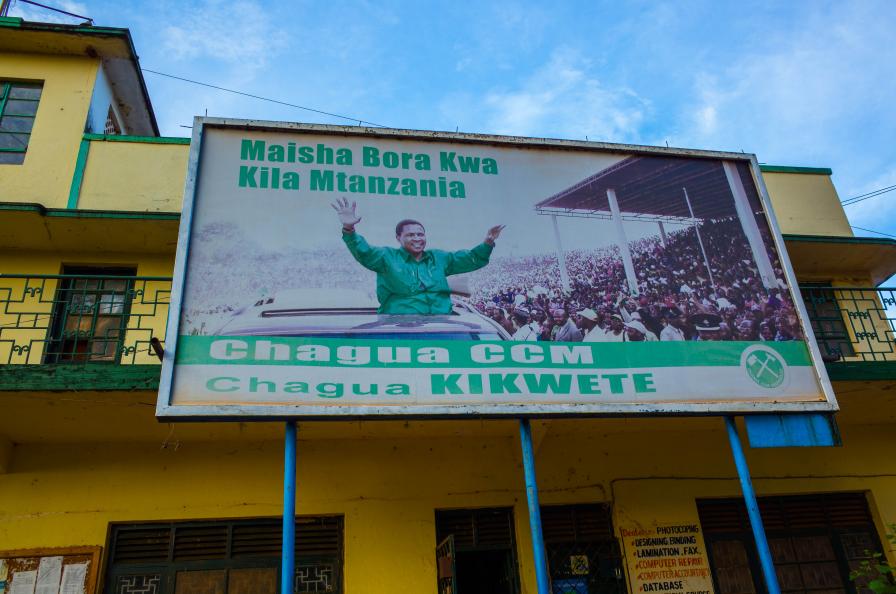 Maisha Bora Kwa
Kila Mtanzania
Chagua CCM
Chagua KIKWETE
PHOTOCOPING
DESIGNING BINDING
LAMINATION, FAX
COMPUTER REPAIR
DATABASE